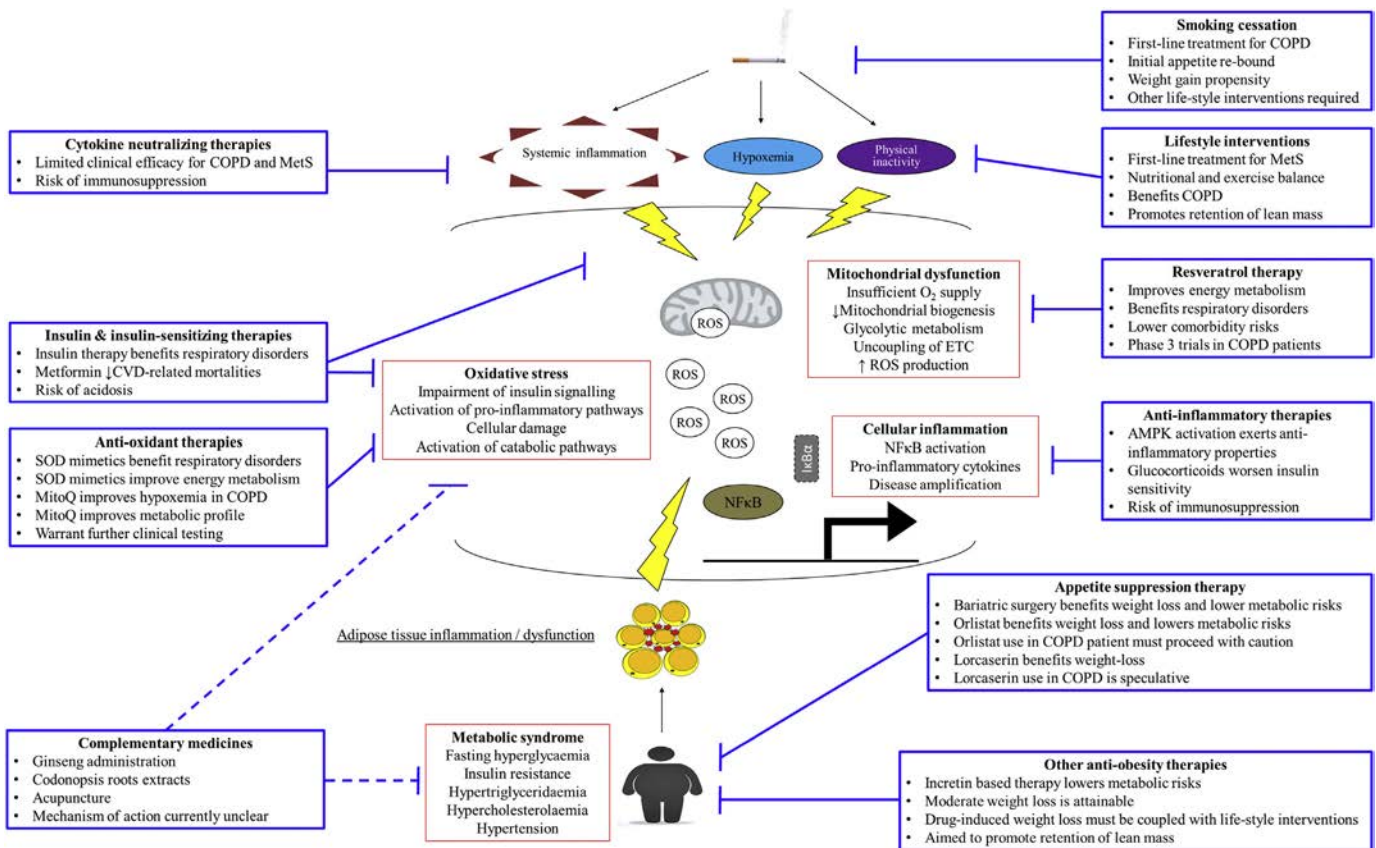 Smoking cessation
• First-line treatment for COPD
• Initial appetite re-bound
• Weight gain propensity
• Other life-style interventions required
Cytokine neutralizing therapies
• Limited clinical efficacy for COPD and MetS
• Risk of immunosuppression
Systemic inflammation
Hypoxemia
Physical
inactivity
Lifestyle interventions
• First-line treatment for MetS
• Nutritional and exercise balance
• Benefits COPD
• Promotes retention of lean mass
Mitochondrial dysfunction
Insufficient O₂ supply
↓Mitochondrial biogenesis
Glycolytic metabolism
Uncoupling of ETC
↑ ROS production
Resveratrol therapy
• Improves energy metabolism
• Benefits respiratory disorders
• Lower comorbidity risks
• Phase 3 trials in COPD patients
Insulin & insulin-sensitizing therapies
• Insulin therapy benefits respiratory disorders
• Metformin ↓CVD-related mortalities
• Risk of acidosis
Oxidative stress
Impairment of insulin signalling
Activation of pro-inflammatory pathways
Cellular damage
Activation of catabolic pathways
ROS
ROS
ROS
ROS
ROS
Anti-oxidant therapies
• SOD mimetics benefit respiratory disorders
• SOD mimetics improve energy metabolism
• MitoQ improves hypoxemia in COPD
• MitoQ improves metabolic profile
• Warrant further clinical testing
IκBα
NFκB
Cellular inflammation
NFκB activation
Pro-inflammatory cytokines
Disease amplification
Anti-inflammatory therapies
• AMPK activation exerts anti-
inflammatory properties
• Glucocorticoids worsen insulin
sensitivity
• Risk of immunosuppression
Adipose tissue inflammation / dysfunction
Appetite suppression therapy
• Bariatric surgery benefits weight loss and lower metabolic risks
• Orlistat benefits weight loss and lowers metabolic risks
• Orlistat use in COPD patient must proceed with caution
• Lorcaserin benefits weight-loss
• Lorcaserin use in COPD is speculative
Complementary medicines
• Ginseng administration
• Codonopsis roots extracts
• Acupuncture
• Mechanism of action currently unclear
Metabolic syndrome
Fasting hyperglycaemia
Insulin resistance
Hypertriglyceridaemia
Hypercholesterolaemia
Hypertension
Other anti-obesity therapies
• Incretin based therapy lowers metabolic risks
• Moderate weight loss is attainable
• Drug-induced weight loss must be coupled with life-style interventions
• Aimed to promote retention of lean mass